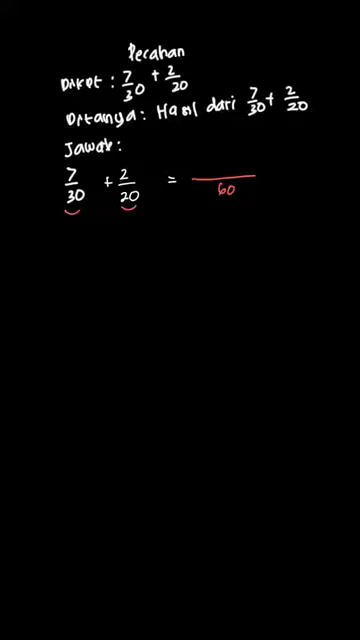 Pecahan
Diket : 7/30 + 2/20
Ditanya : Hasil dari 7/30 + 2/20
Jawab :
7/30 + 2/20 = /60